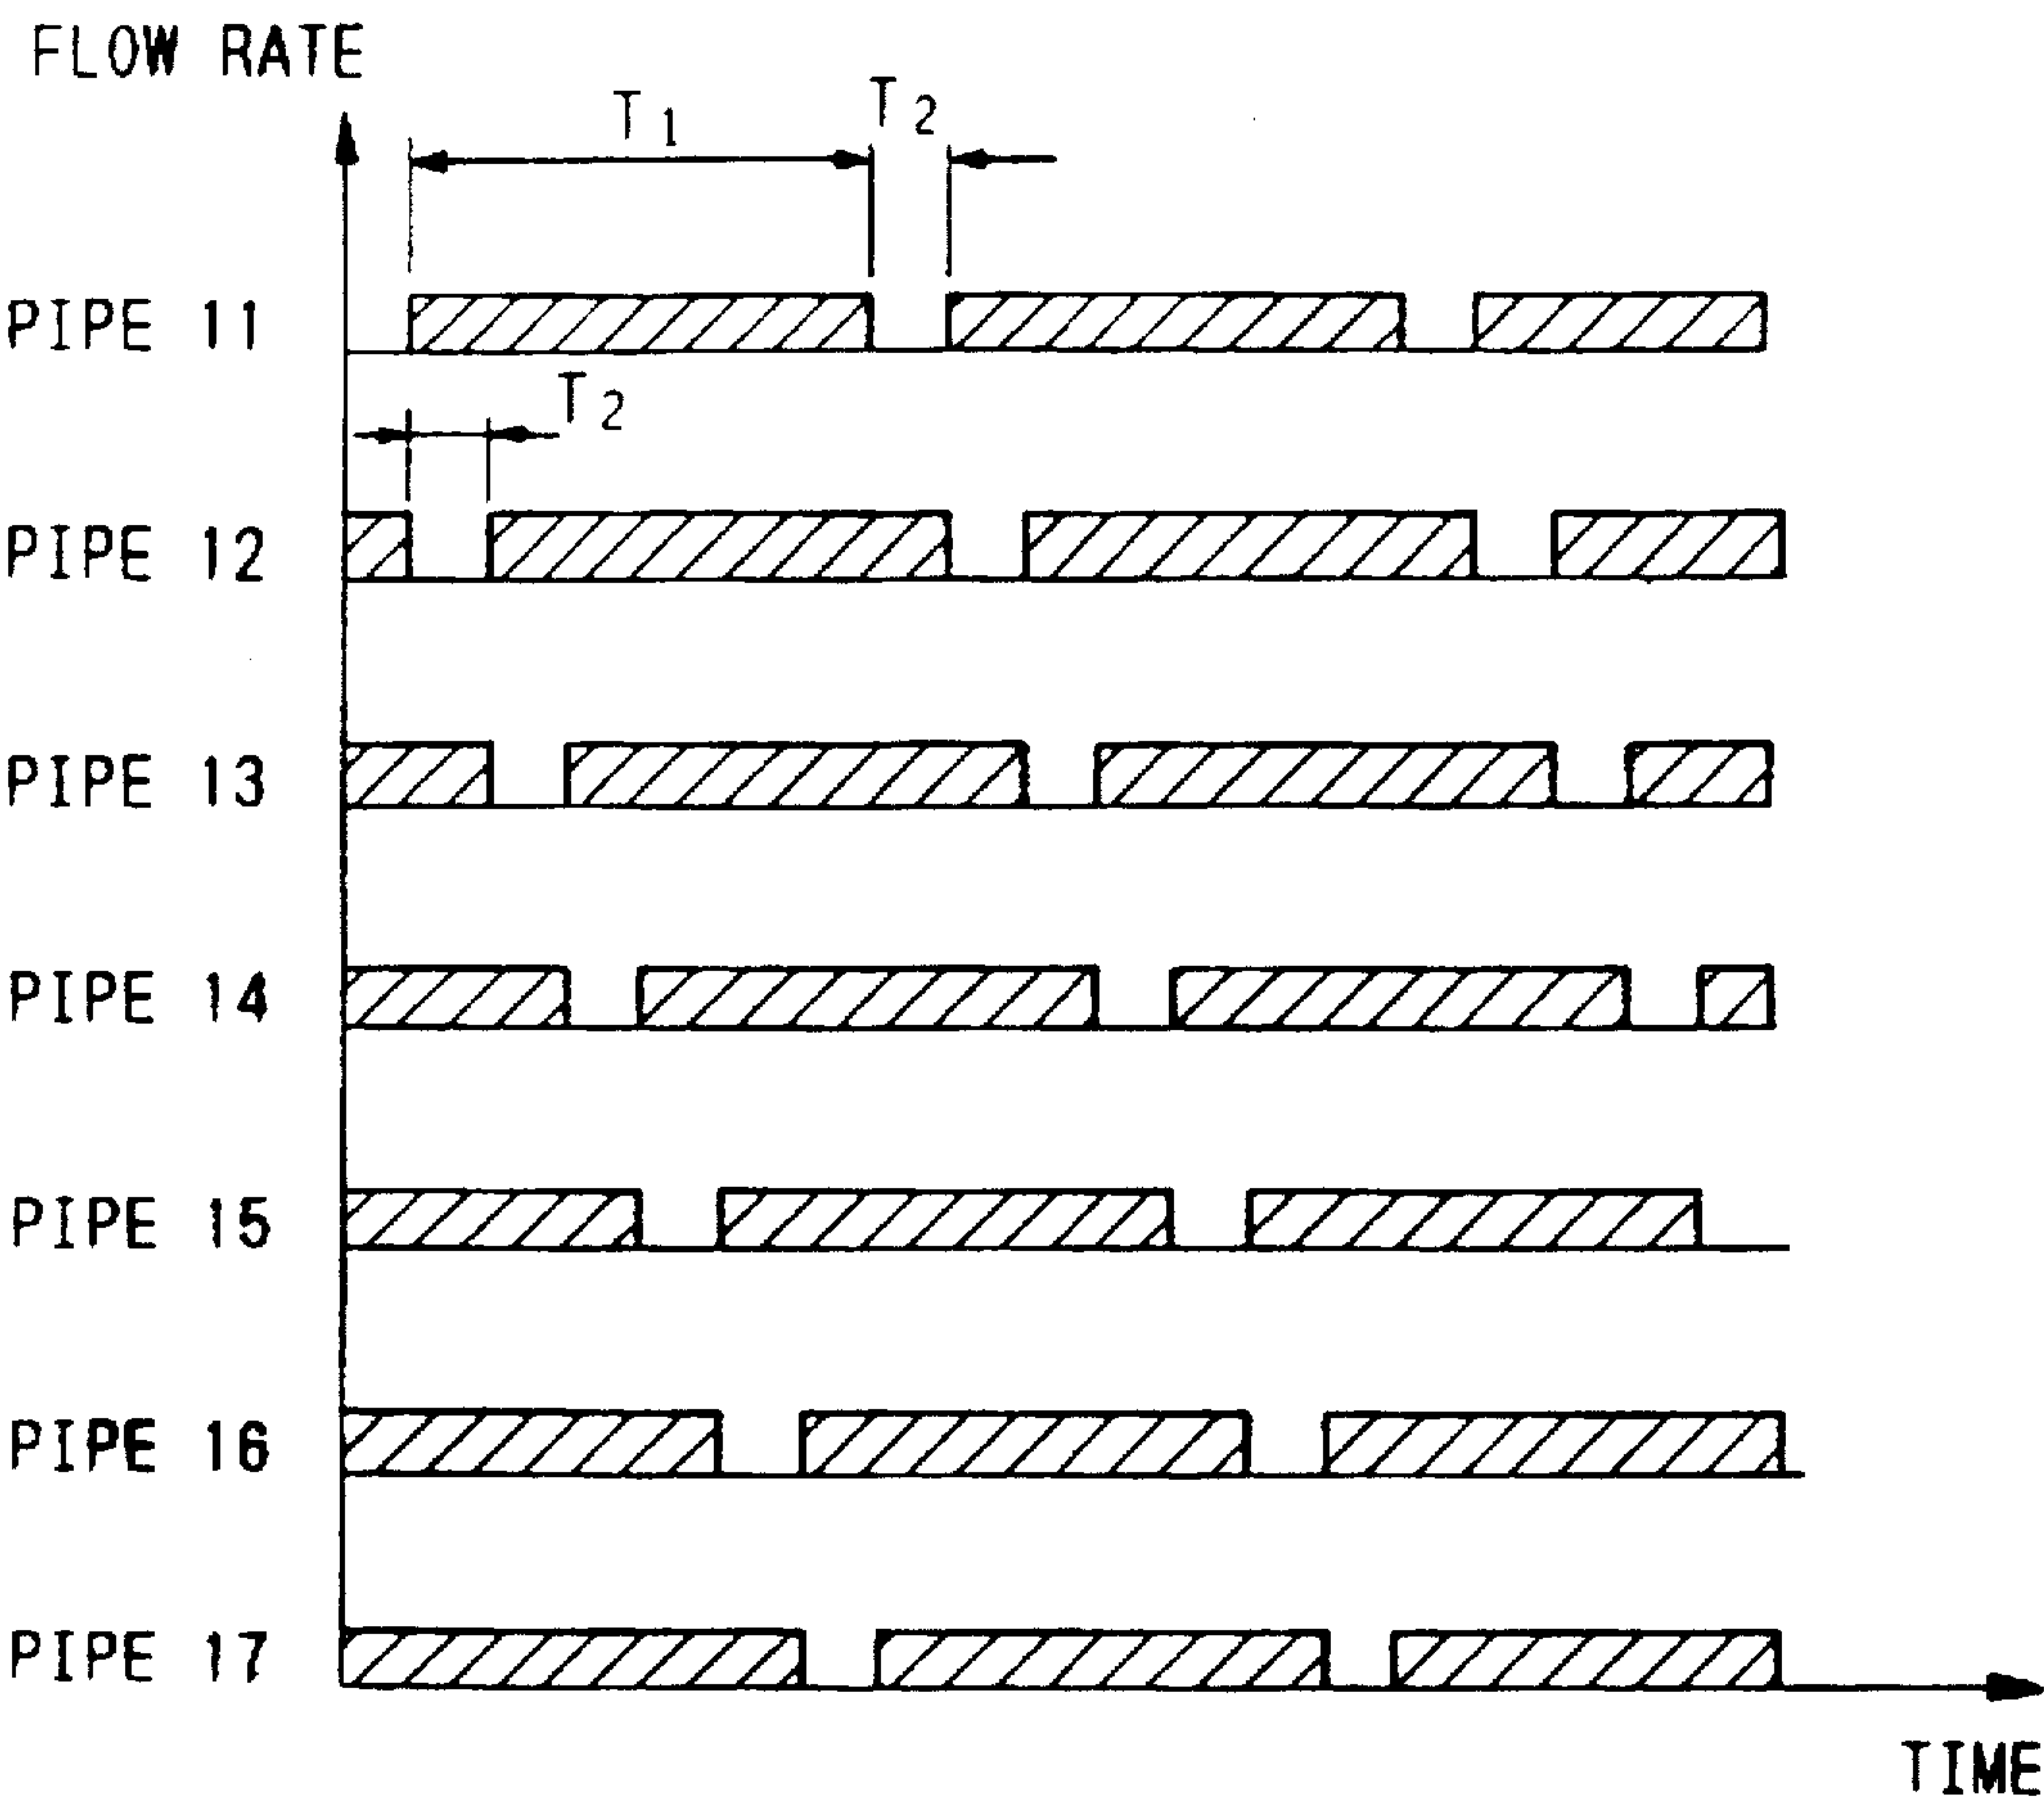 FLOW RATE
T1
T2
PIPE 11
T2
PIPE 12
PIPE 13
PIPE 14
PIPE 15
PIPE 16
PIPE 17
TIME